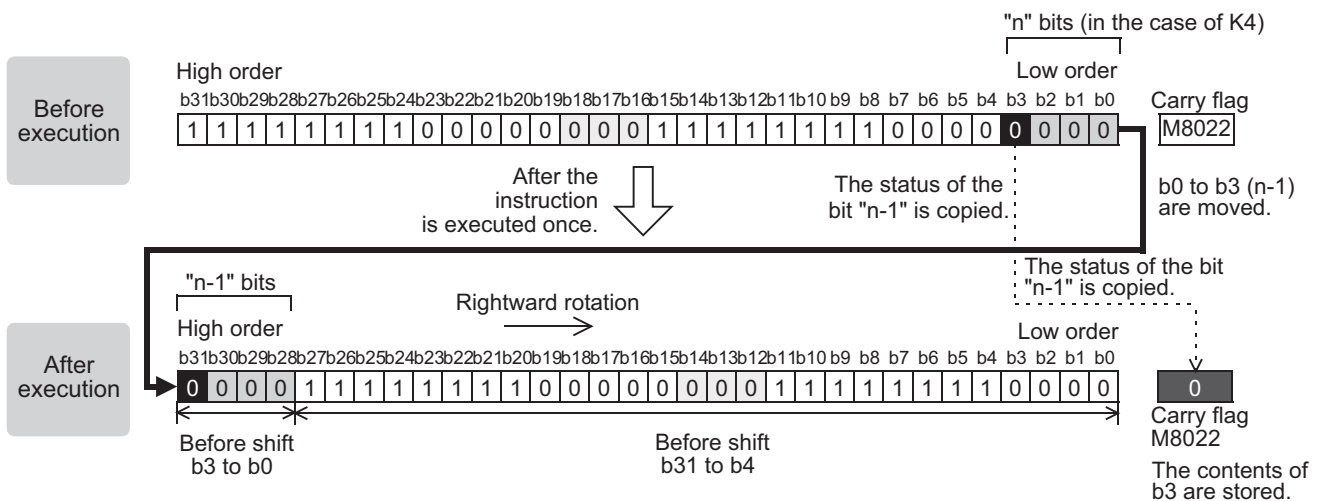 "n" bits (in the case of K4)
High order
Low order
Before
execution
b31b30b29b28b27b26b25b24b23b22b21b20b19b18b17b16b15b14b13b12b11b10 b9 b8 b7 b6 b5 b4 b3 b2 b1 b0
Carry flag
1 1 1 1 1 1 1 1 0 0 0 0 0 0 0 0 1 1 1 1 1 1 1 1 0 0 0 0 0 0 0 0
M8022
After the
instruction
is executed once.
The status of the
bit "n-1" is copied.
b0 to b3 (n-1)
are moved.
"n-1" bits
Rightward rotation
The status of the bit
"n-1" is copied.
High order
Low order
After
execution
b31b30b29b28b27b26b25b24b23b22b21b20b19b18b17b16b15b14b13b12b11b10 b9 b8 b7 b6 b5 b4 b3 b2 b1 b0
0 0 0 0 1 1 1 1 1 1 1 1 0 0 0 0 0 0 0 0 1 1 1 1 1 1 1 1 0 0 0 0
0
Before shift
b3 to b0
Before shift
b31 to b4
Carry flag
M8022
The contents of
b3 are stored.